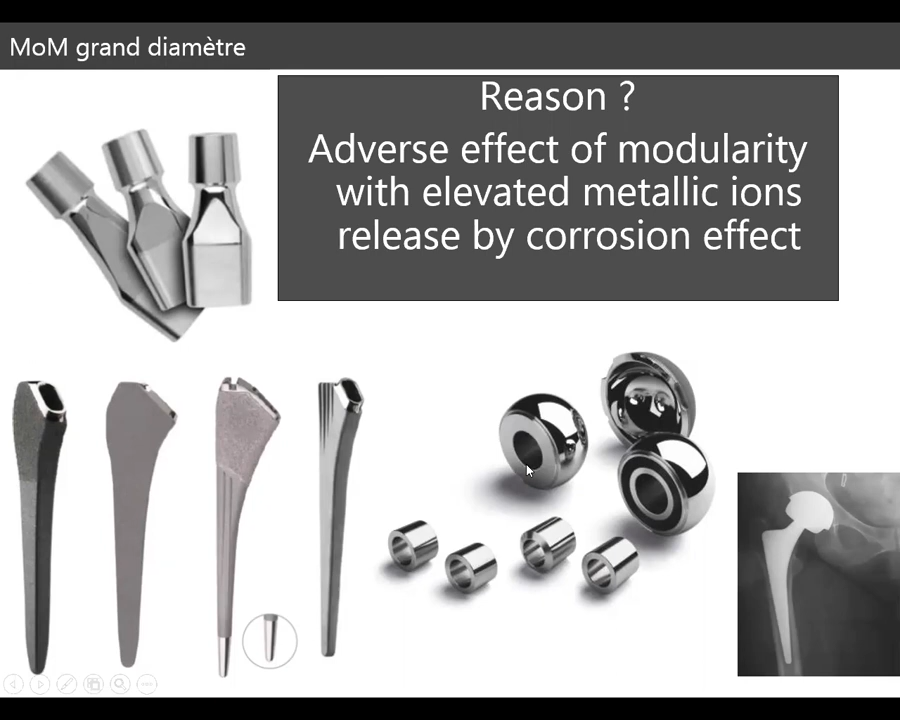 MoM grand diamètre
Reason ?
Adverse effect of modularity
with elevated metallic ions
release by corrosion effect